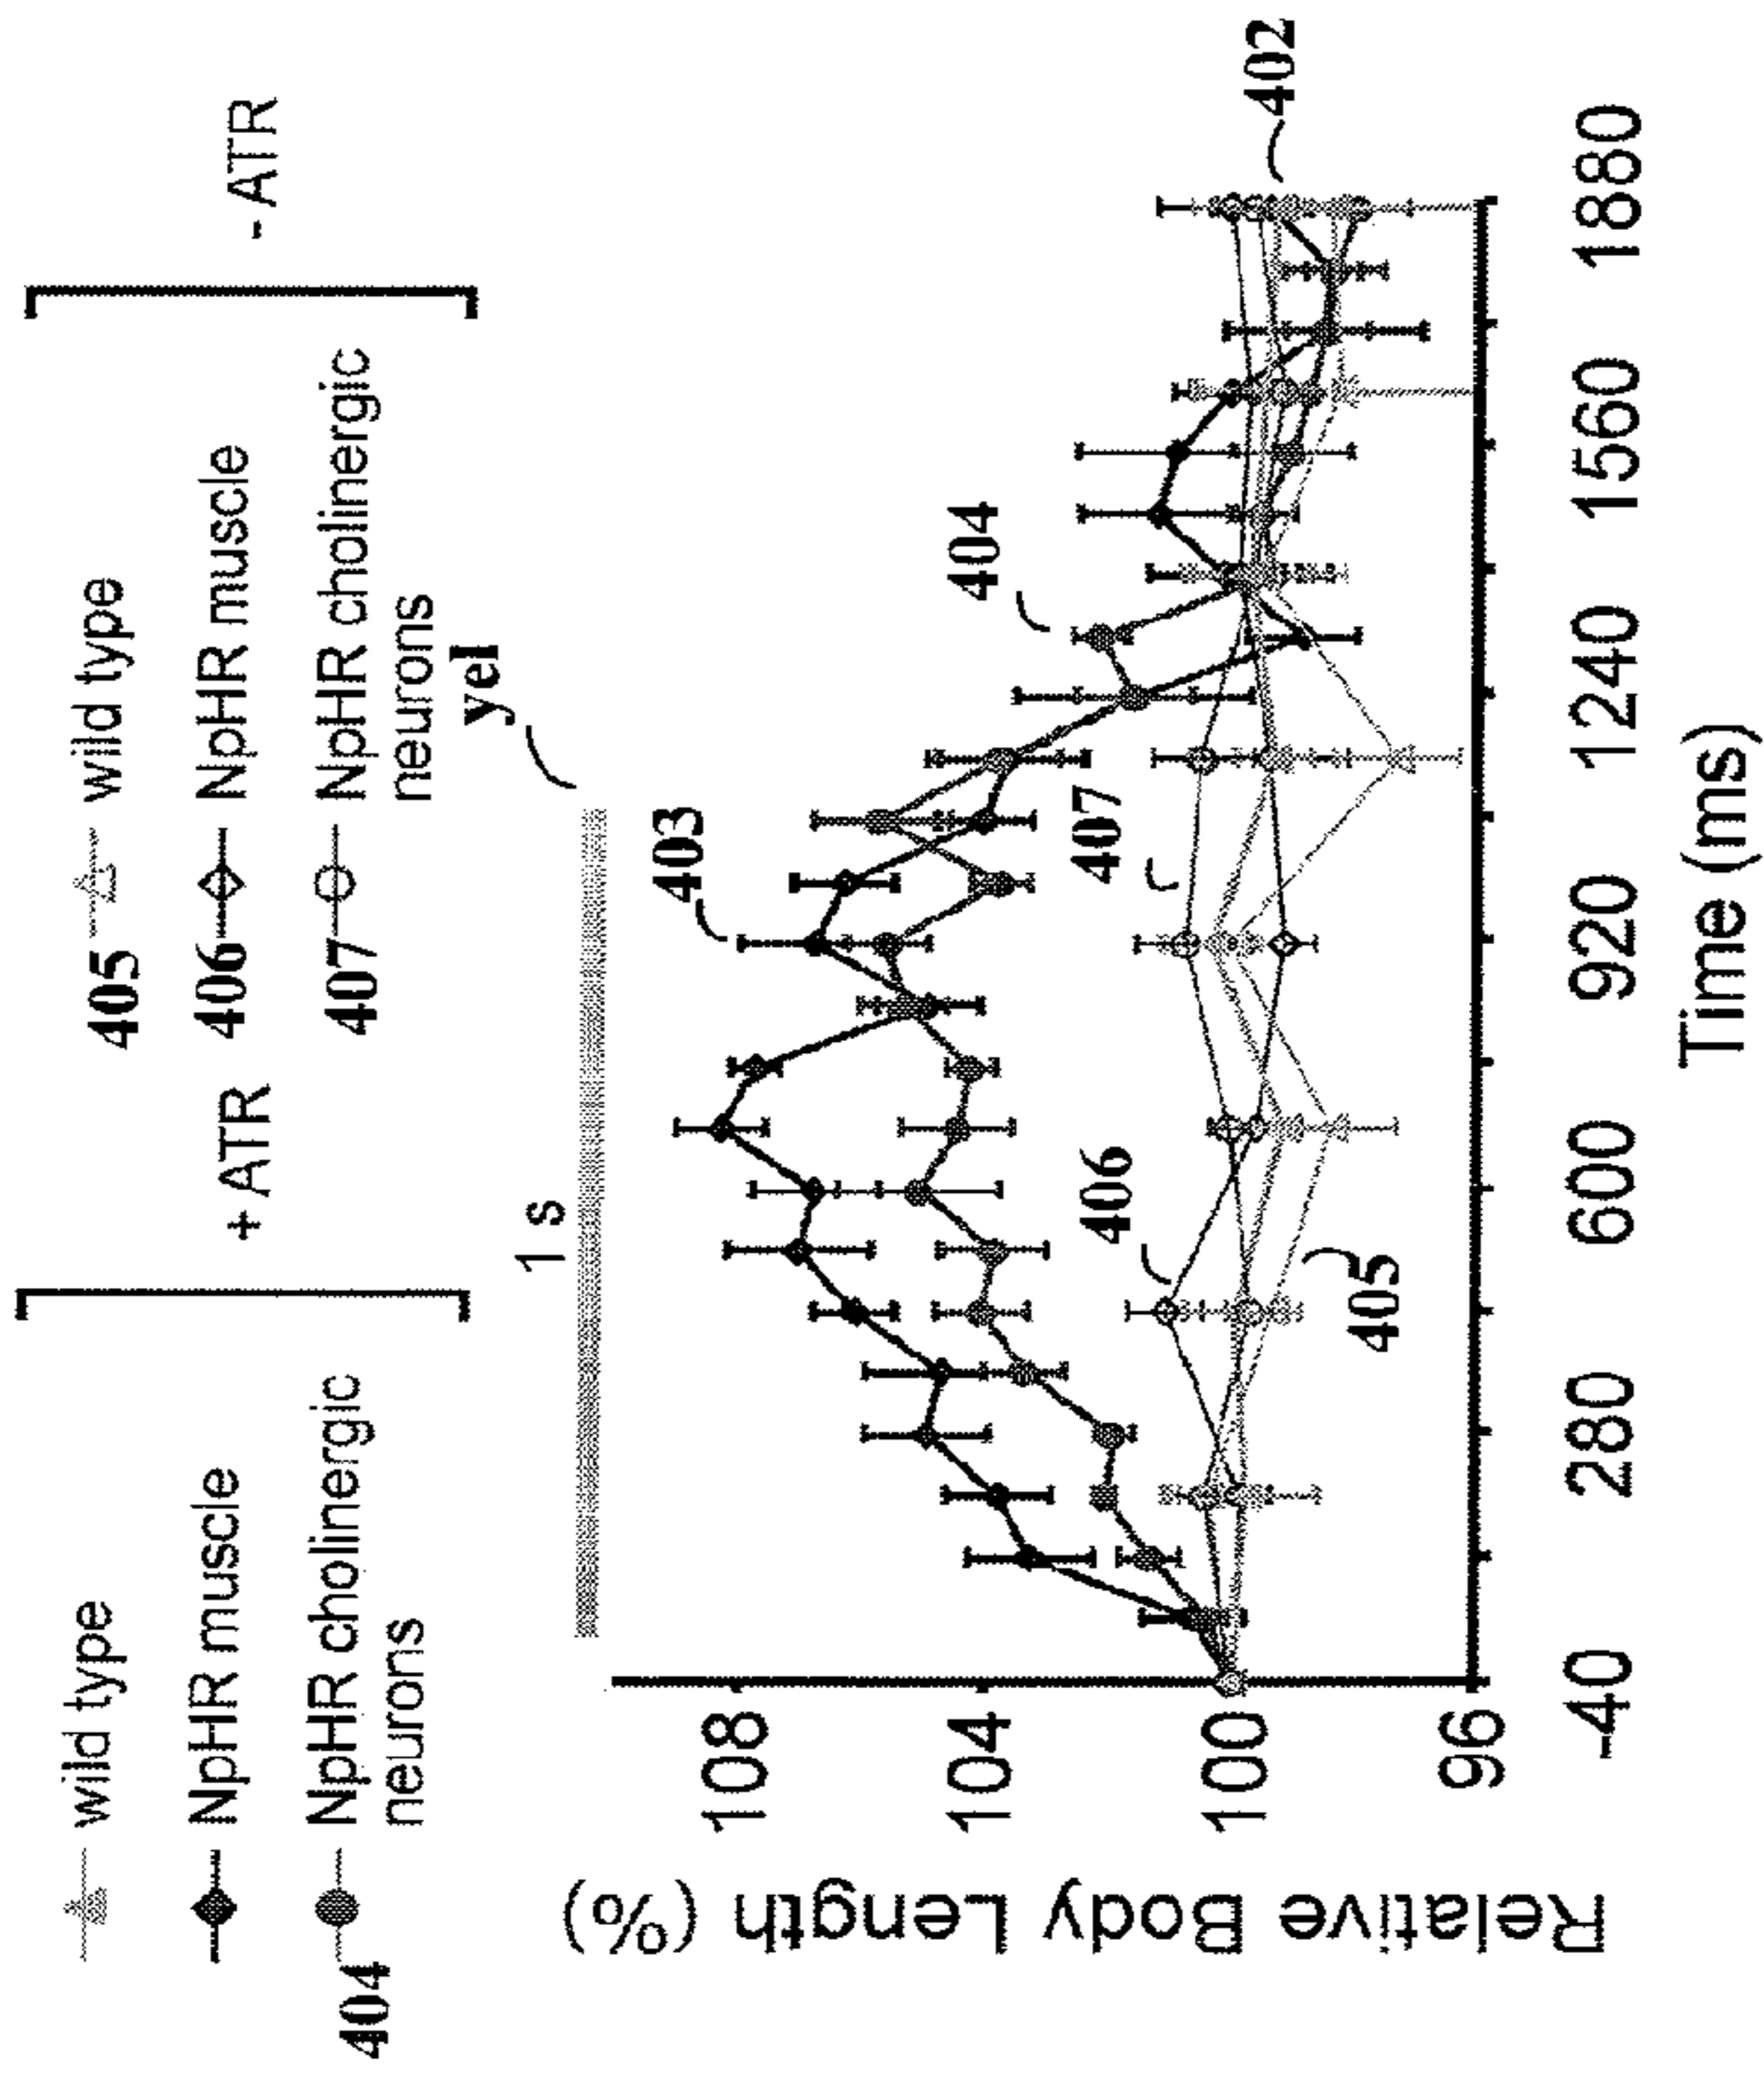 wild type
NpHR muscle
404 NpHR cholinergic
neurons
+ ATR
405 wild type
406 NpHR muscle
407 NpHR cholinergic
neurons
- ATR
1 s
yel
403
404
406
407
405
402
Relative Body Length (%)
108
104
100
96
-40 280 600 920 1240 1560 1880
Time (ms)